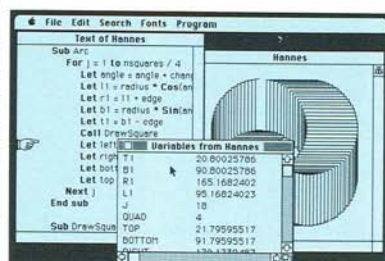 File Edit Search Fonts Program
Text of Hannes
Sub Arc
For j = 1 to nsquares / 4
Let angle = angle + chang
Let l1 = radius * Cos(an
Let r1 = l1 + edge
Let b1 = radius * Sin(an
Let t1 = b1 - edge
Call DrawSquare
Let left
Let righ
Let bott
Let top
Next j
End sub
Sub DrawSqua
?
Hannes
Variables from Hannes
T1 20.80025786
B1 90.80025786
R1 165.1682402
L1 95.16824023
J 18
QUAD 4
TOP 21.79595517
BOTTOM 91.79595517
RIGHT